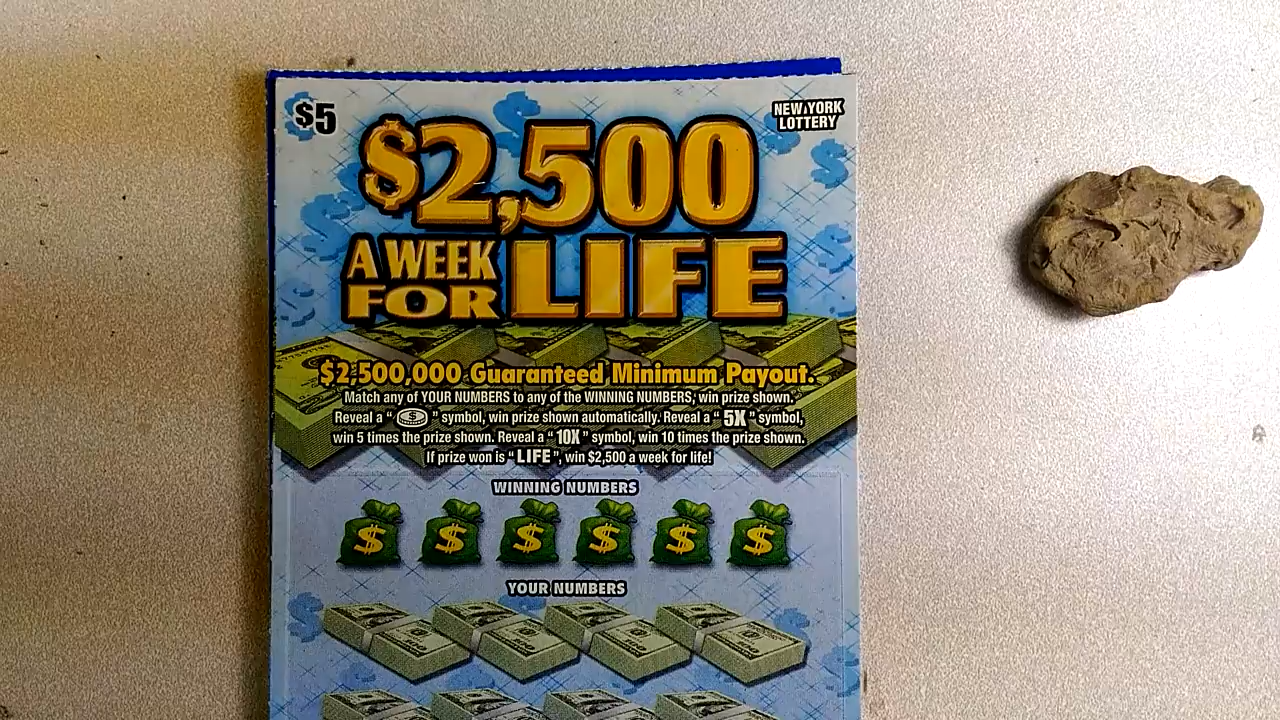 $5
NEW YORK
LOTTERY
$2,500
A WEEK
FOR LIFE
$2,500,000 Guaranteed Minimum Payout.
Match any of YOUR NUMBERS to any of the WINNING NUMBERS, win prize shown.
Reveal a “ $ ” symbol, win prize shown automatically. Reveal a “ 5X ” symbol,
win 5 times the prize shown. Reveal a “ 10X ” symbol, win 10 times the prize shown.
If prize won is “ LIFE ”, win $2,500 a week for life!
WINNING NUMBERS
$ $ $ $ $ $
YOUR NUMBERS